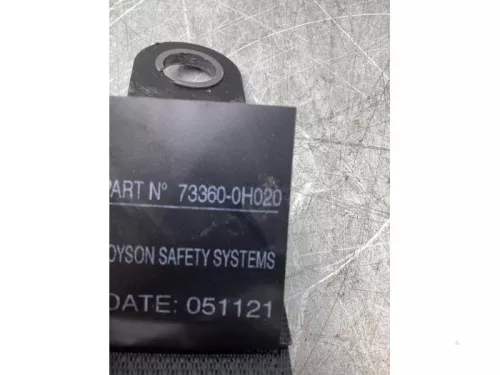 PART N° 73360-0H020
OYSON SAFETY SYSTEMS
DATE: 051121